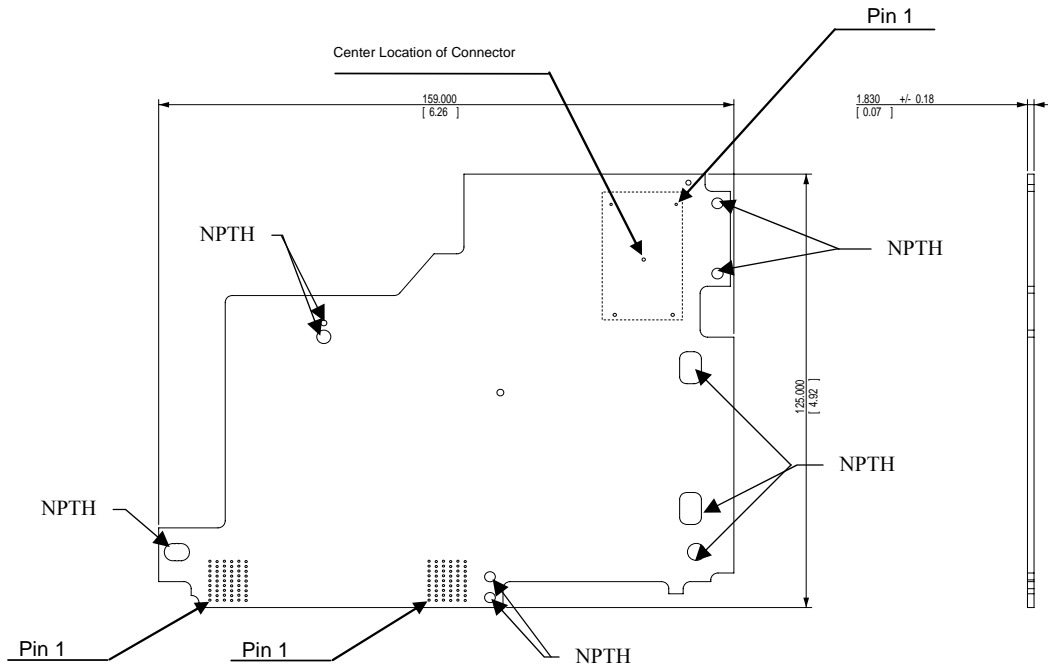 Pin 1
Center Location of Connector
159.000
[ 6.26 ]
1.830 +/- 0.18
[ 0.07 ]
NPTH
NPTH
125.000
[ 4.92 ]
NPTH
NPTH
Pin 1
Pin 1
NPTH